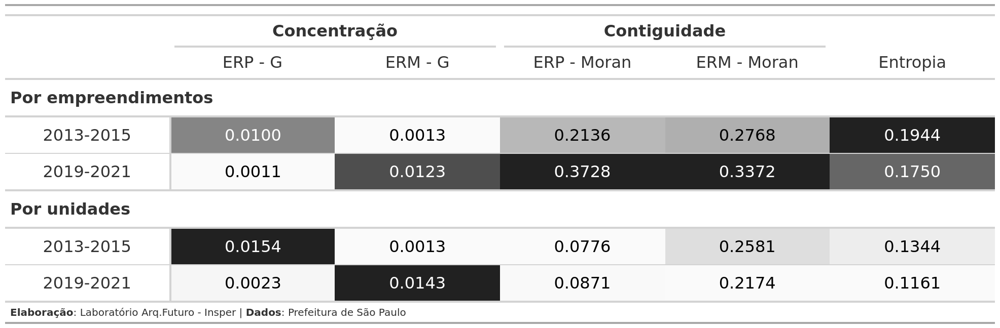 Concentração Contiguidade
ERP - G ERM - G ERP - Moran ERM - Moran Entropia
Por empreendimentos
2013-2015 0.0100 0.0013 0.2136 0.2768 0.1944
2019-2021 0.0011 0.0123 0.3728 0.3372 0.1750
Por unidades
2013-2015 0.0154 0.0013 0.0776 0.2581 0.1344
2019-2021 0.0023 0.0143 0.0871 0.2174 0.1161
Elaboração: Laboratório Arq.Futuro - Insper | Dados: Prefeitura de São Paulo